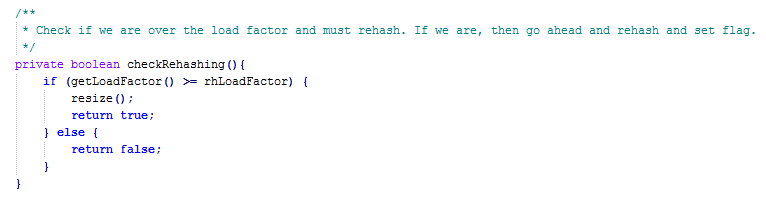 /**
 * Check if we are over the load factor and must rehash. If we are, then go ahead and rehash and set flag.
 */
private boolean checkRehashing(){
    if (getLoadFactor() >= rhLoadFactor) {
        resize();
        return true;
    } else {
        return false;
    }
}